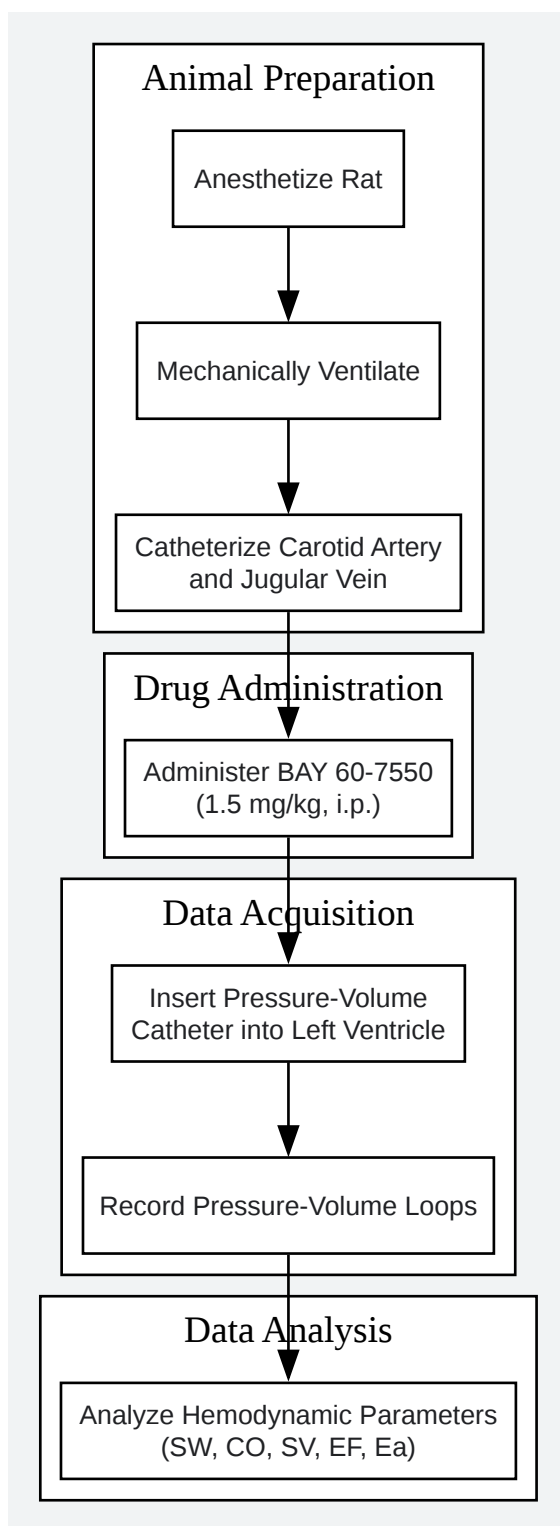 Animal Preparation
Anesthetize Rat
Mechanically Ventilate
Catheterize Carotid Artery
and Jugular Vein
Drug Administration
Administer BAY 60-7550
(1.5 mg/kg, i.p.)
Data Acquisition
Insert Pressure-Volume
Catheter into Left Ventricle
Record Pressure-Volume Loops
Data Analysis
Analyze Hemodynamic Parameters
(SW, CO, SV, EF, Ea)